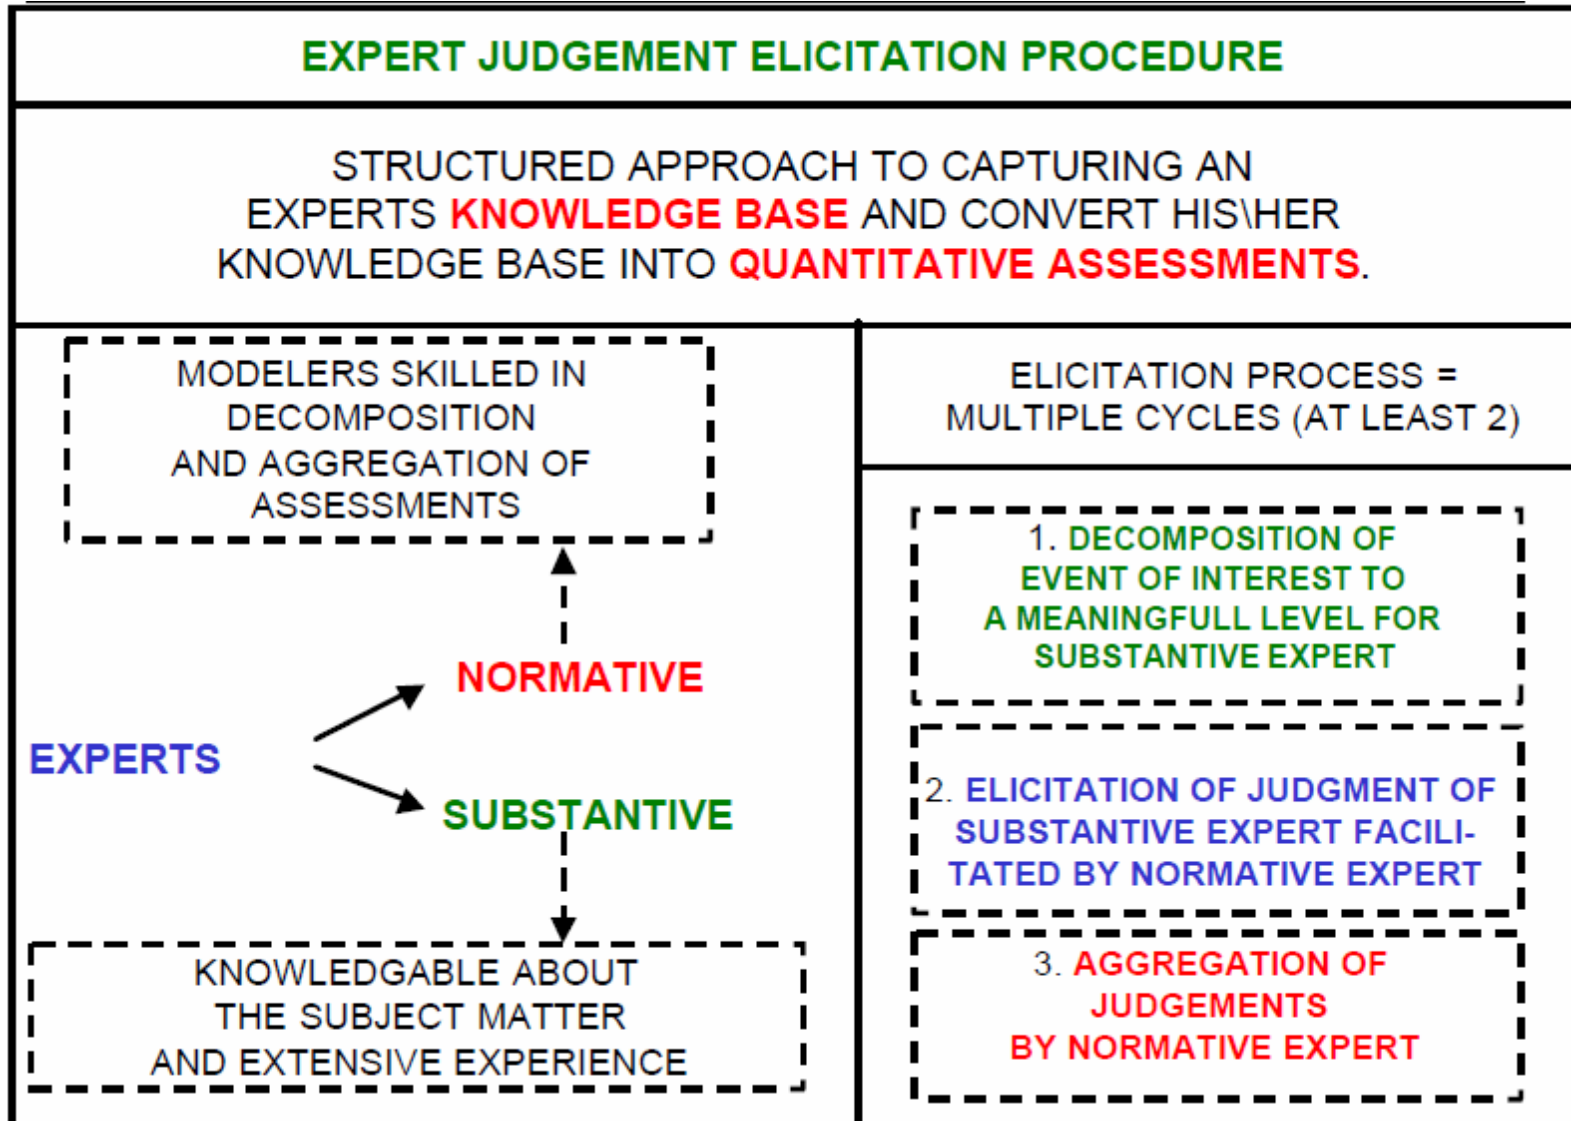 EXPERT JUDGEMENT ELICITATION PROCEDURE
STRUCTURED APPROACH TO CAPTURING AN
EXPERTS KNOWLEDGE BASE AND CONVERT HIS\HER
KNOWLEDGE BASE INTO QUANTITATIVE ASSESSMENTS.
MODELERS SKILLED IN
DECOMPOSITION
AND AGGREGATION OF
ASSESSMENTS
NORMATIVE
EXPERTS
SUBSTANTIVE
KNOWLEDGABLE ABOUT
THE SUBJECT MATTER
AND EXTENSIVE EXPERIENCE
ELICITATION PROCESS =
MULTIPLE CYCLES (AT LEAST 2)
1. DECOMPOSITION OF
EVENT OF INTEREST TO
A MEANINGFULL LEVEL FOR
SUBSTANTIVE EXPERT
2. ELICITATION OF JUDGMENT OF
SUBSTANTIVE EXPERT FACILI-
TATED BY NORMATIVE EXPERT
3. AGGREGATION OF
JUDGEMENTS
BY NORMATIVE EXPERT